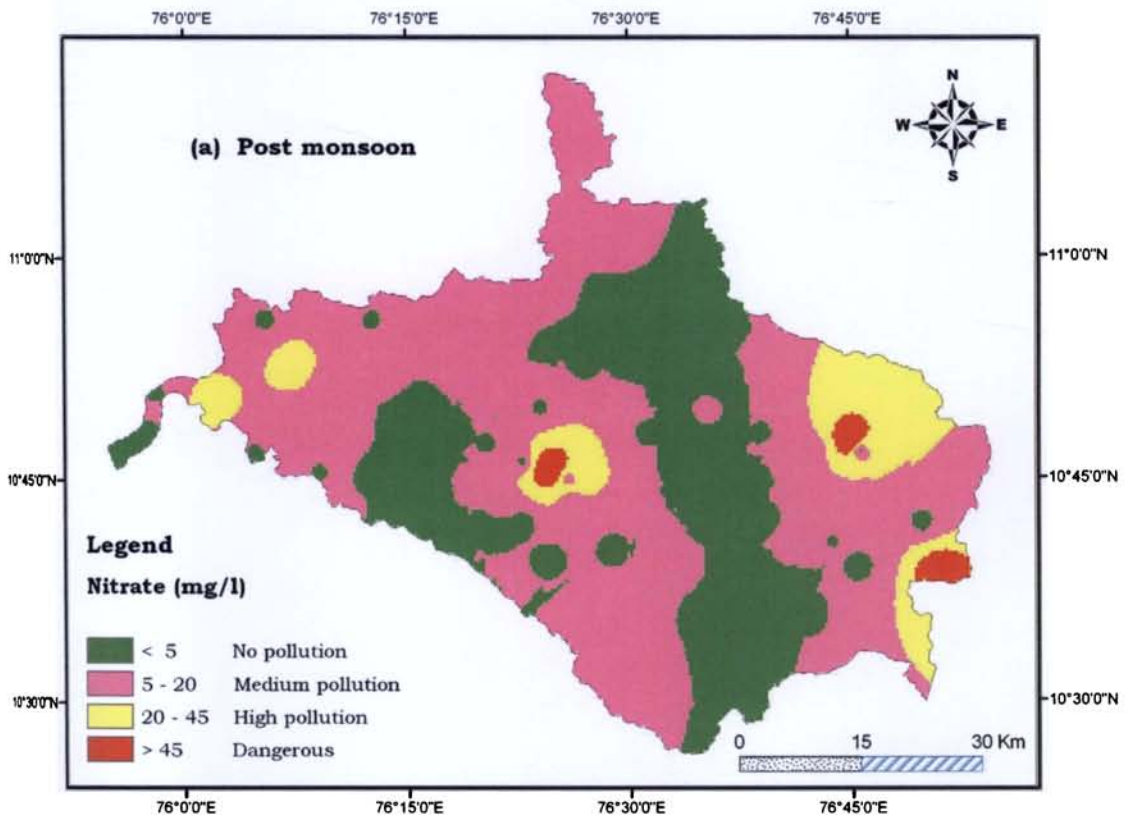 76°0'0"E 76°15'0"E 76°30'0"E 76°45'0"E
N
W E
S
(a) Post monsoon
11°0'0"N 11°0'0"N
10°45'0"N 10°45'0"N
Legend
Nitrate (mg/l)
< 5 No pollution
5 - 20 Medium pollution
10°30'0"N 10°30'0"N
20 - 45 High pollution
> 45 Dangerous
0 15 30 Km
76°0'0"E 76°15'0"E 76°30'0"E 76°45'0"E